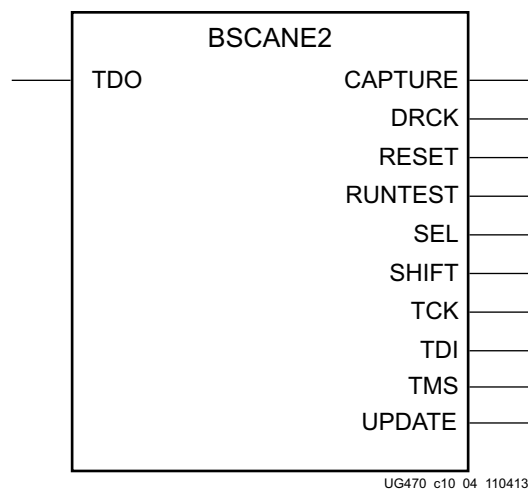 BSCANE2
TDO
CAPTURE
DRCK
RESET
RUNTEST
SEL
SHIFT
TCK
TDI
TMS
UPDATE
UG470_c10_04_110413